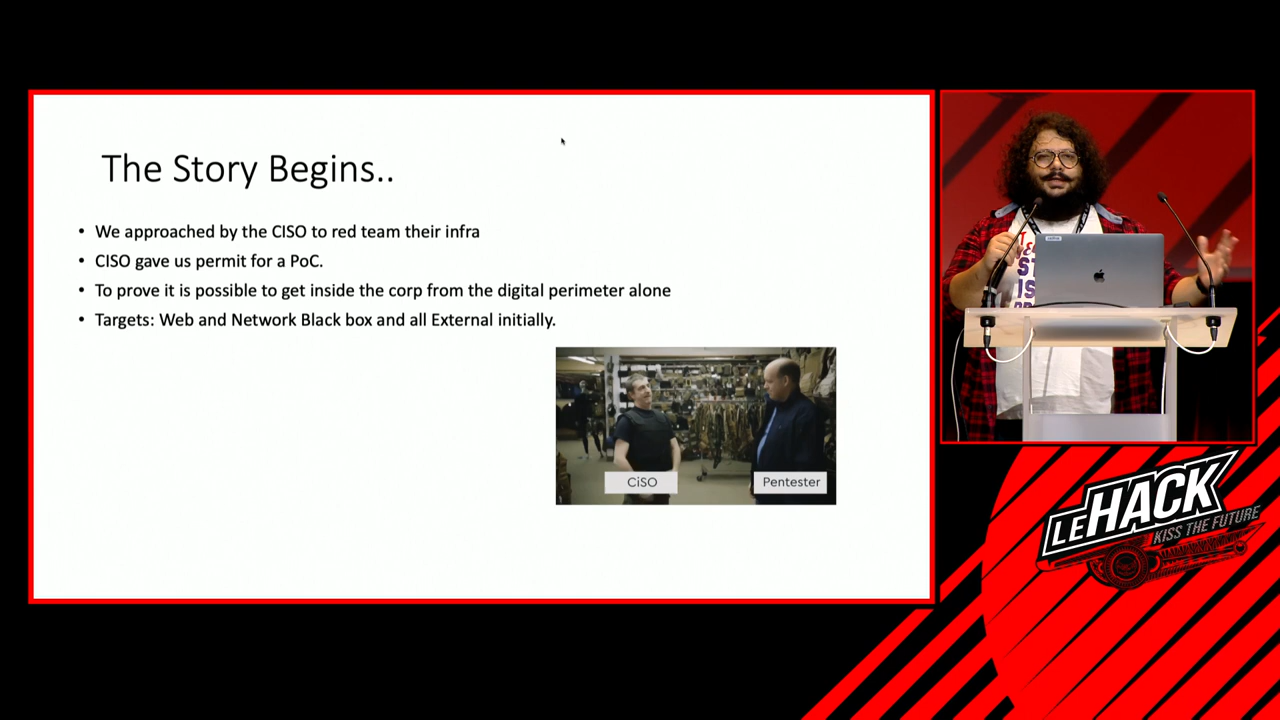 The Story Begins..
• We approached by the CISO to red team their infra
• CISO gave us permit for a PoC.
• To prove it is possible to get inside the corp from the digital perimeter alone
• Targets: Web and Network Black box and all External initially.
CiSO
Pentester
LEHACK
KISS THE FUTURE